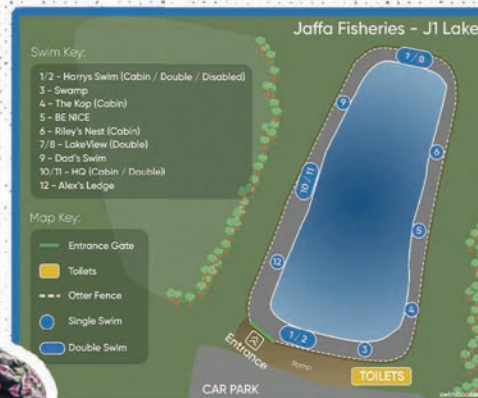 Jaffa Fisheries - J1 Lake
Swim Key:
1/2 - Harrys Swim (Cabin / Double / Disabled)
3 - Swamp
4 - The Kop (Cabin)
5 - BE NICE
6 - Riley's Nest (Cabin)
7/8 - LakeView (Double)
9 - Dad's Swim
10/11 - HQ (Cabin / Double)
12 - Alex's Ledge
Map Key:
Entrance Gate
Toilets
Otter Fence
Single Swim
Double Swim
7/8
9
6
10/11
5
12
4
1/2
3
Entrance
Ramp
TOILETS
CAR PARK